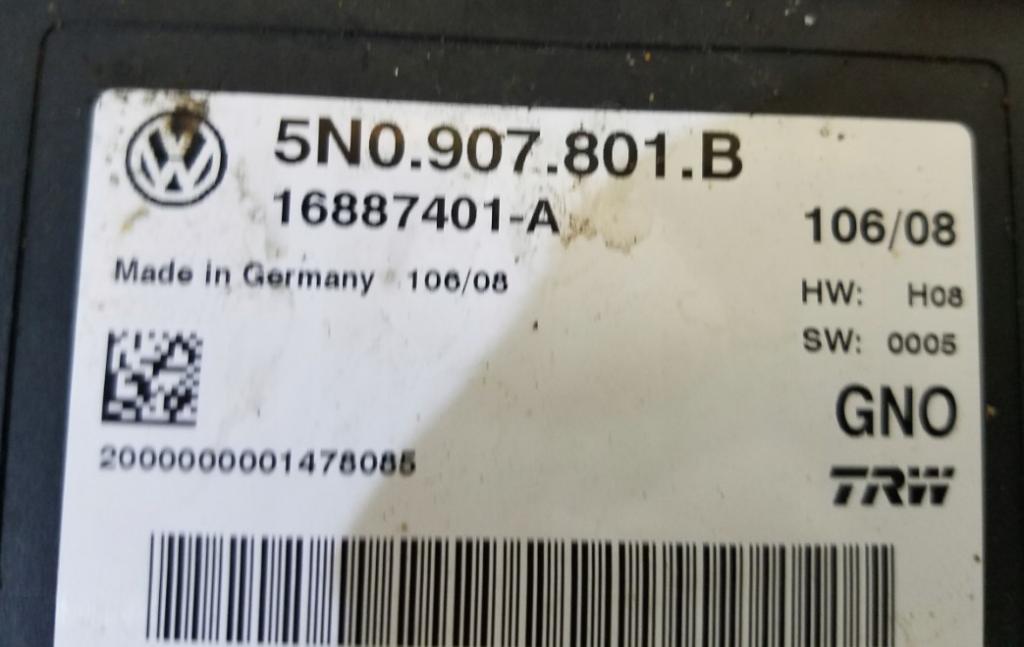 5N0.907.801.B
16887401-A
106/08
Made in Germany 106/08
HW: H08
SW: 0005
GNO
TRW
2000000001478085